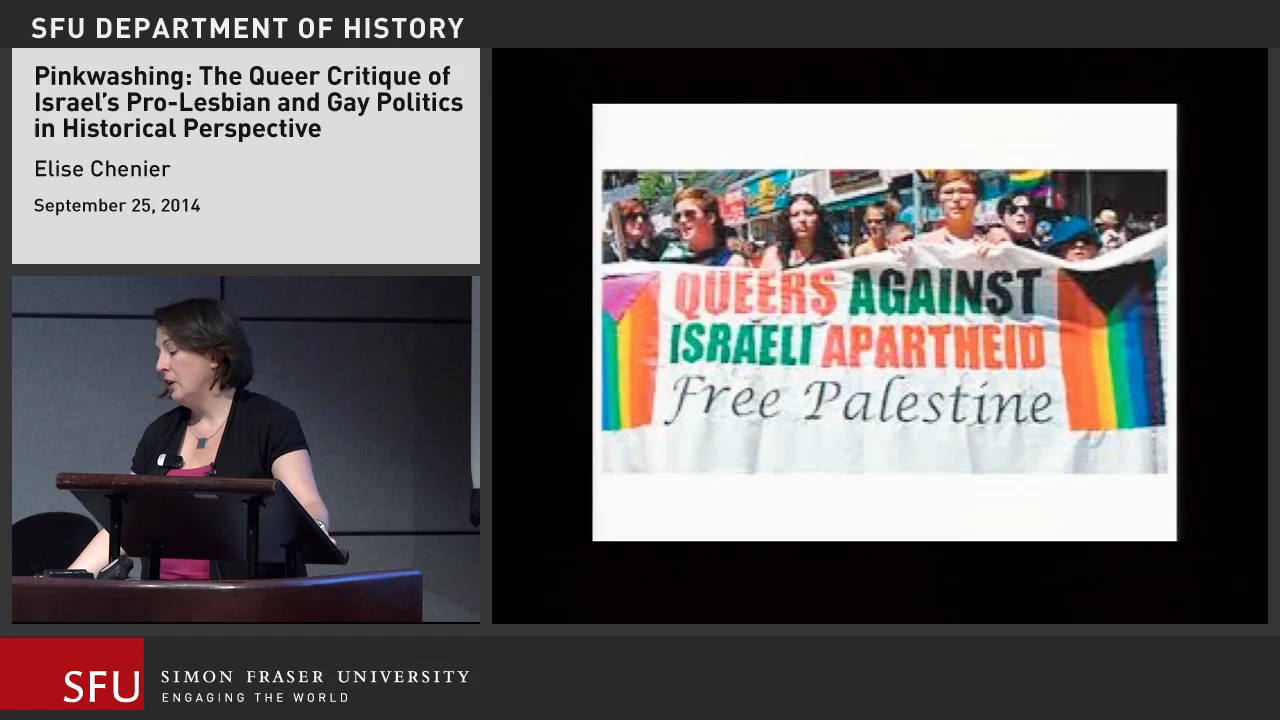 SFU DEPARTMENT OF HISTORY
Pinkwashing: The Queer Critique of
Israel's Pro-Lesbian and Gay Politics
in Historical Perspective
Elise Chenier
September 25, 2014
QUEERS AGAINST
ISRAELI APARTHEID
Free Palestine
SFU
SIMON FRASER UNIVERSITY
ENGAGING THE WORLD